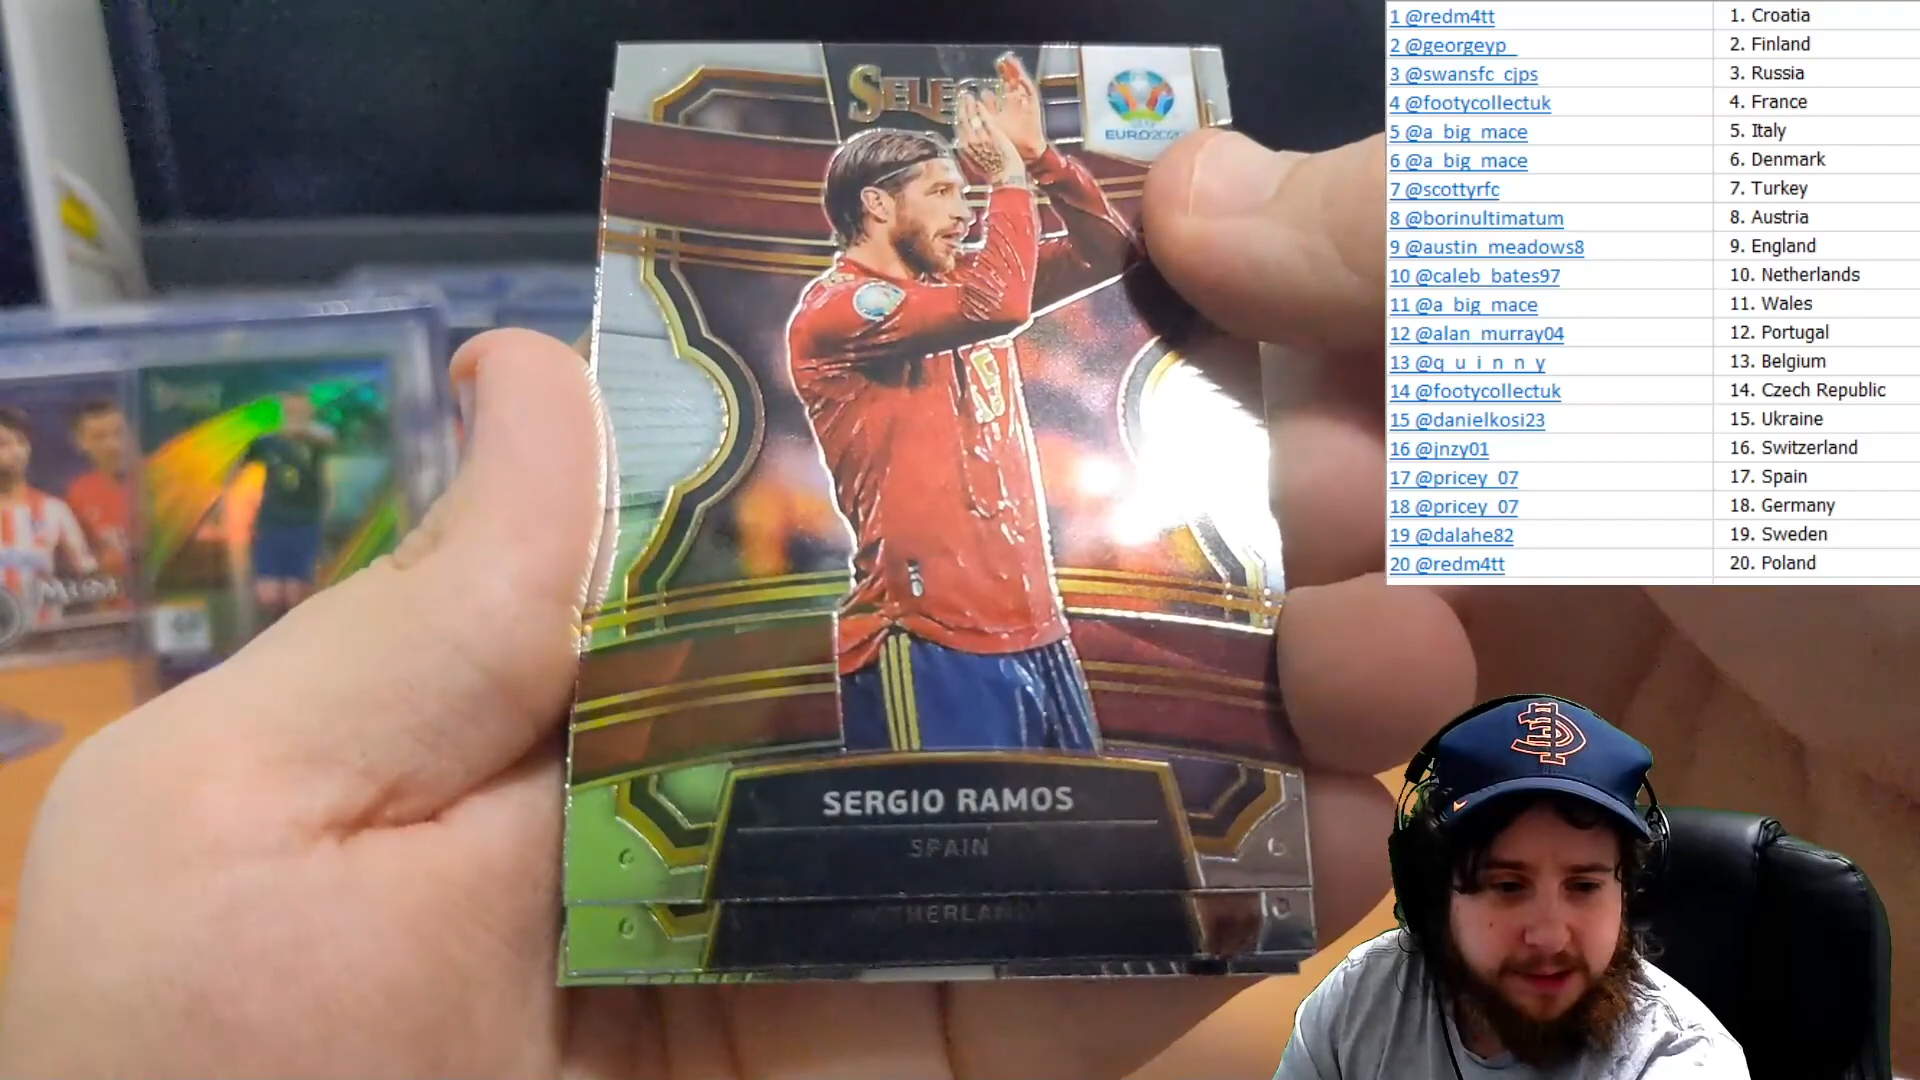 SELECT
EURO2020
SERGIO RAMOS
SPAIN
NETHERLANDS
1 @redm4tt 1. Croatia
2 @georgeyp_ 2. Finland
3 @swansfc_cjps 3. Russia
4 @footycollectuk 4. France
5 @a_big_mace 5. Italy
6 @a_big_mace 6. Denmark
7 @scottyrfc 7. Turkey
8 @borinultimatum 8. Austria
9 @austin_meadows8 9. England
10 @caleb_bates97 10. Netherlands
11 @a_big_mace 11. Wales
12 @alan_murray04 12. Portugal
13 @q_u_i_n_n_y 13. Belgium
14 @footycollectuk 14. Czech Republic
15 @danielkosi23 15. Ukraine
16 @jnzy01 16. Switzerland
17 @pricey_07 17. Spain
18 @pricey_07 18. Germany
19 @dalahe82 19. Sweden
20 @redm4tt 20. Poland